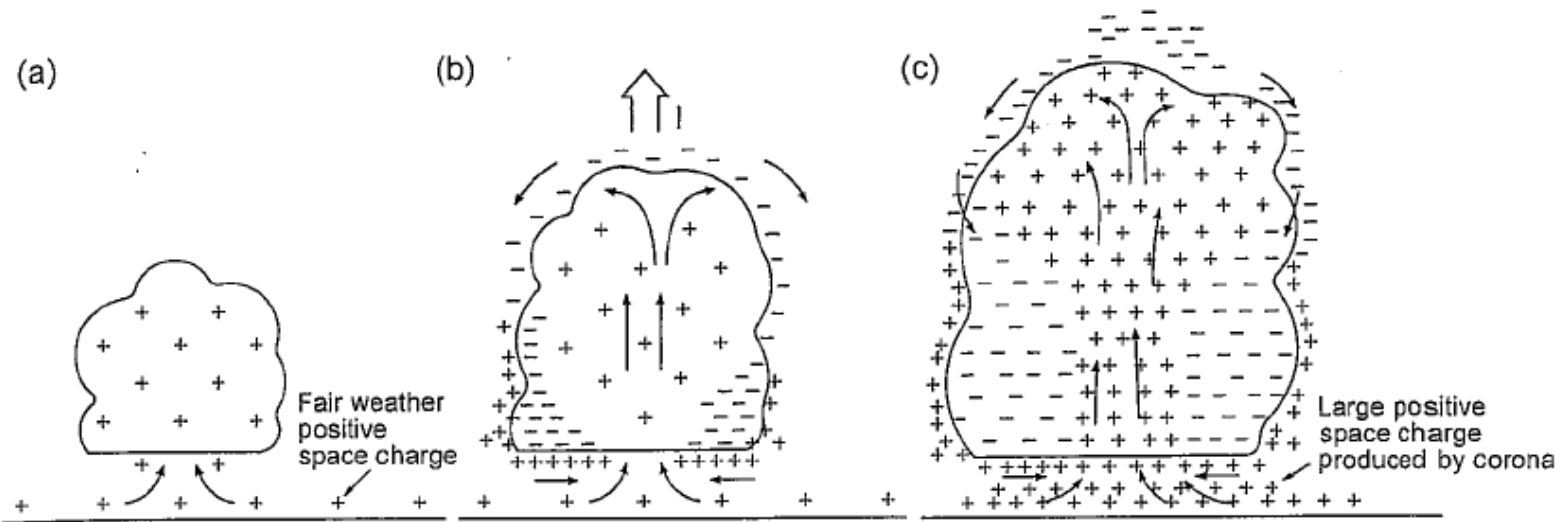 (a)
(b)
(c)
Fair weather
positive
space charge
Large positive
space charge
produced by corona